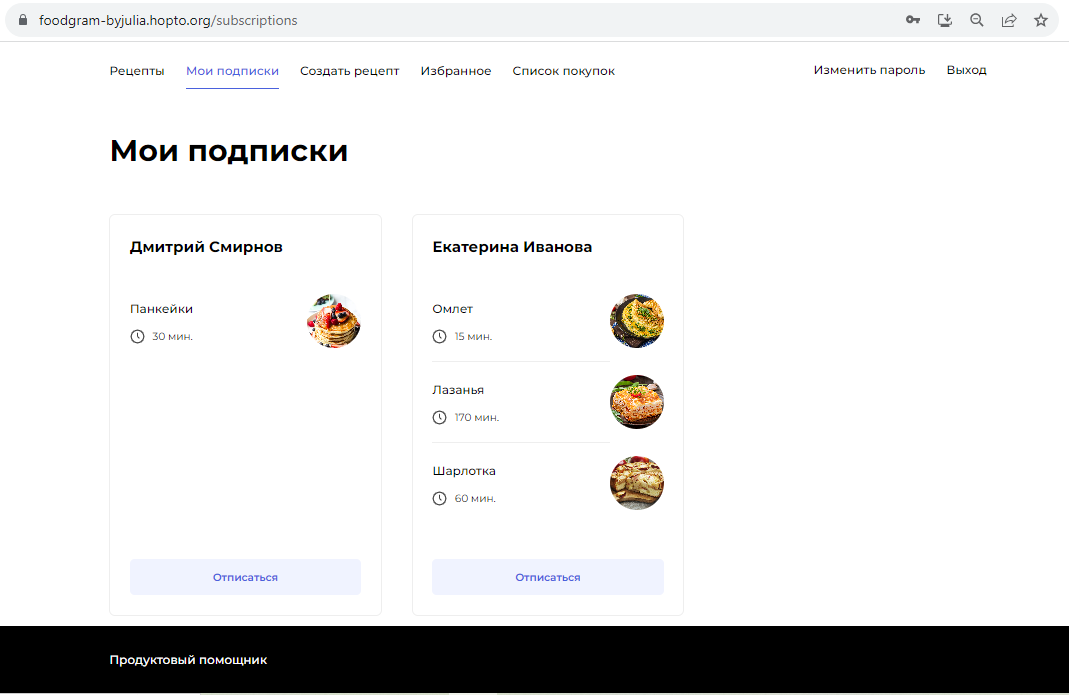 foodgram-byjulia.hopto.org/subscriptions
Рецепты Мои подписки Создать рецепт Избранное Список покупок Изменить пароль Выход
Мои подписки
Дмитрий Смирнов
Панкейки
30 мин.
Отписаться
Екатерина Иванова
Омлет
15 мин.
Лазанья
170 мин.
Шарлотка
60 мин.
Отписаться
Продуктовый помощник